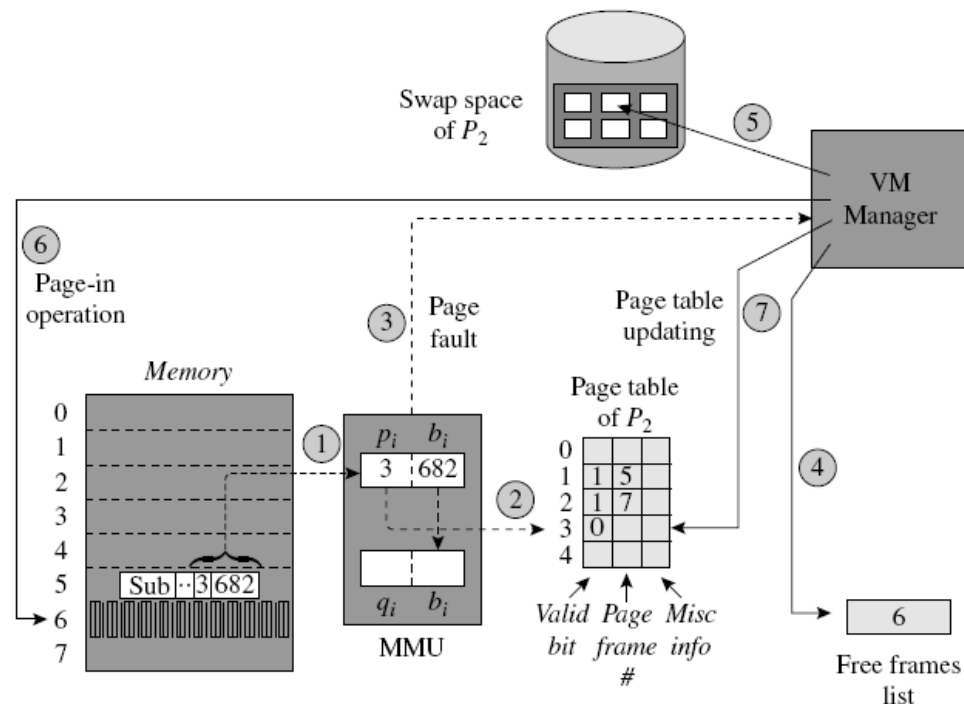 Swap space
of P₂
5
VM
Manager
6
Page-in
operation
3
Page
fault
Page table
updating
7
Memory
0
1
2
3
4
5
6
7
Sub ·· 3 682
1
pᵢ bᵢ
3 682
qᵢ bᵢ
MMU
2
Page table
of P₂
0
1 1 5
2 1 7
3 0
4
Valid Page Misc
bit frame info
#
4
6
Free frames
list